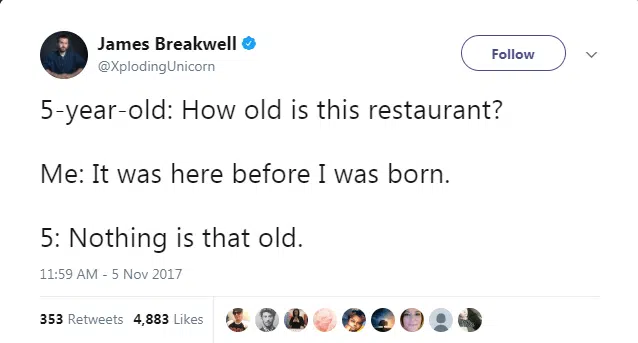 James Breakwell
@XplodingUnicorn
Follow
5-year-old: How old is this restaurant?
Me: It was here before I was born.
5: Nothing is that old.
11:59 AM - 5 Nov 2017
353 Retweets 4,883 Likes